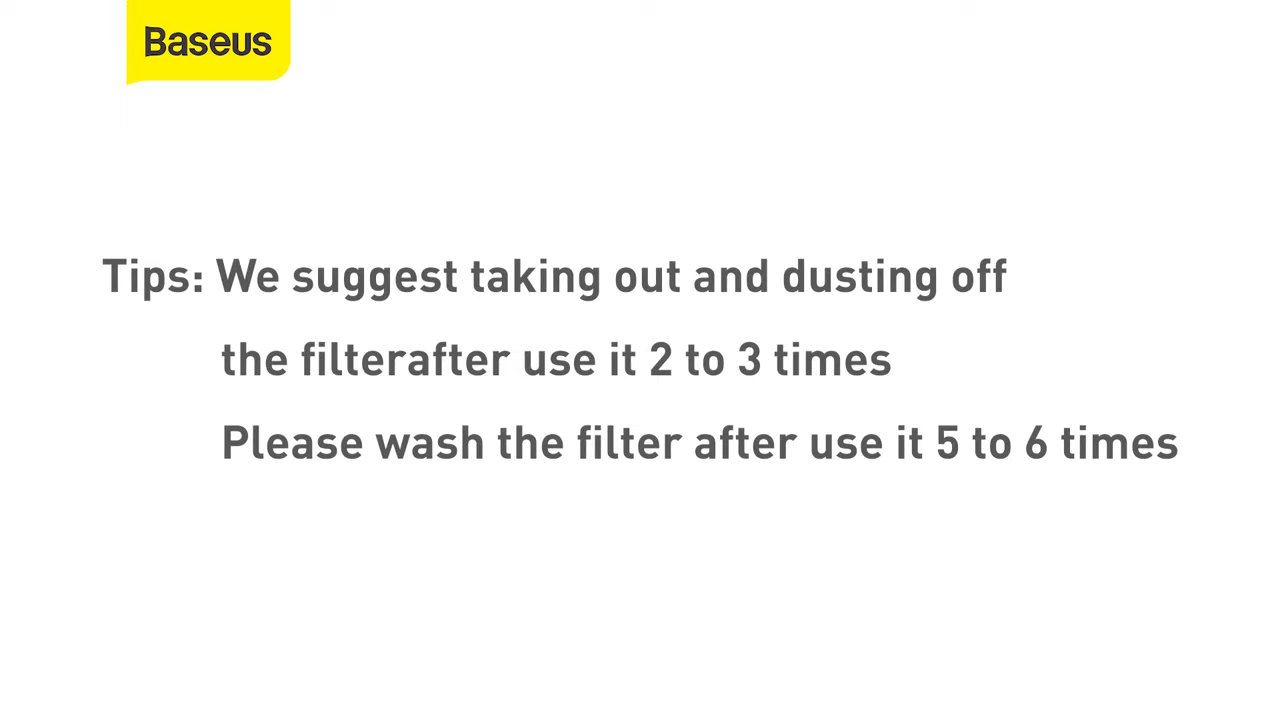 Baseus
Tips: We suggest taking out and dusting off
the filterafter use it 2 to 3 times
Please wash the filter after use it 5 to 6 times